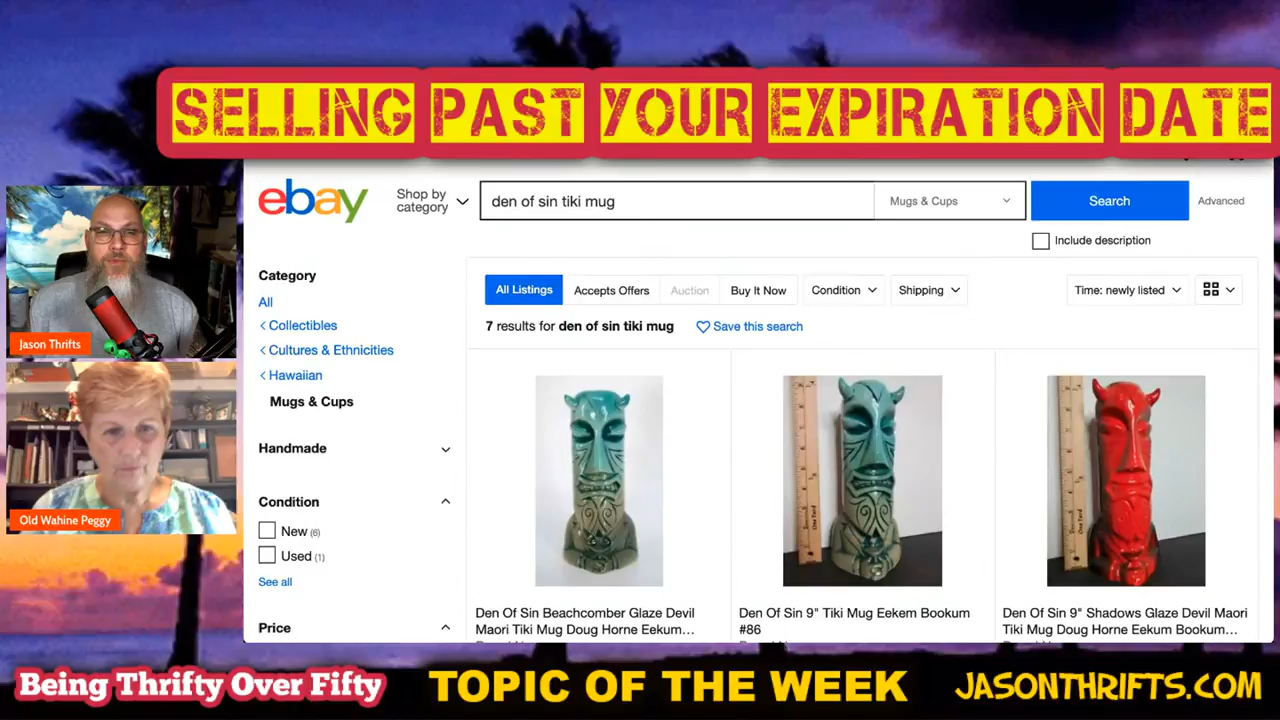 SELLING PAST YOUR EXPIRATION DATE
ebay
Shop by category
den of sin tiki mug
Mugs & Cups
Search
Advanced
Include description
Category
All
Collectibles
Cultures & Ethnicities
Hawaiian
Mugs & Cups
Handmade
Condition
New (6)
Used (1)
See all
Price
All Listings
Accepts Offers
Auction
Buy It Now
Condition
Shipping
Time: newly listed
7 results for den of sin tiki mug
Save this search
Den Of Sin Beachcomber Glaze Devil
Maori Tiki Mug Doug Horne Eekum...
Den Of Sin 9" Tiki Mug Eekem Bookum
#86
Den Of Sin 9" Shadows Glaze Devil Maori
Tiki Mug Doug Horne Eekum Bookum...
Jason Thrifts
Old Wahine Peggy
Being Thrifty Over Fifty
TOPIC OF THE WEEK
JASONTHRIFTS.COM